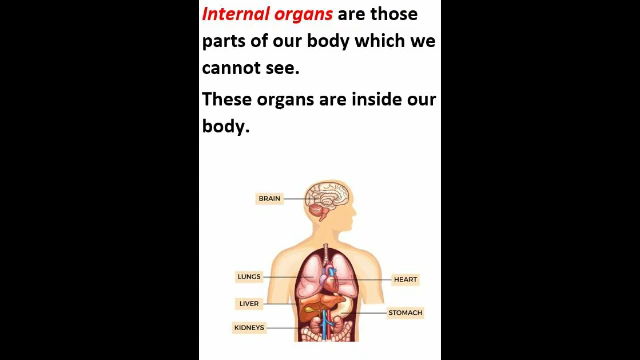 Internal organs are those
parts of our body which we
cannot see.
These organs are inside our
body.
BRAIN
LUNGS
HEART
LIVER
STOMACH
KIDNEYS